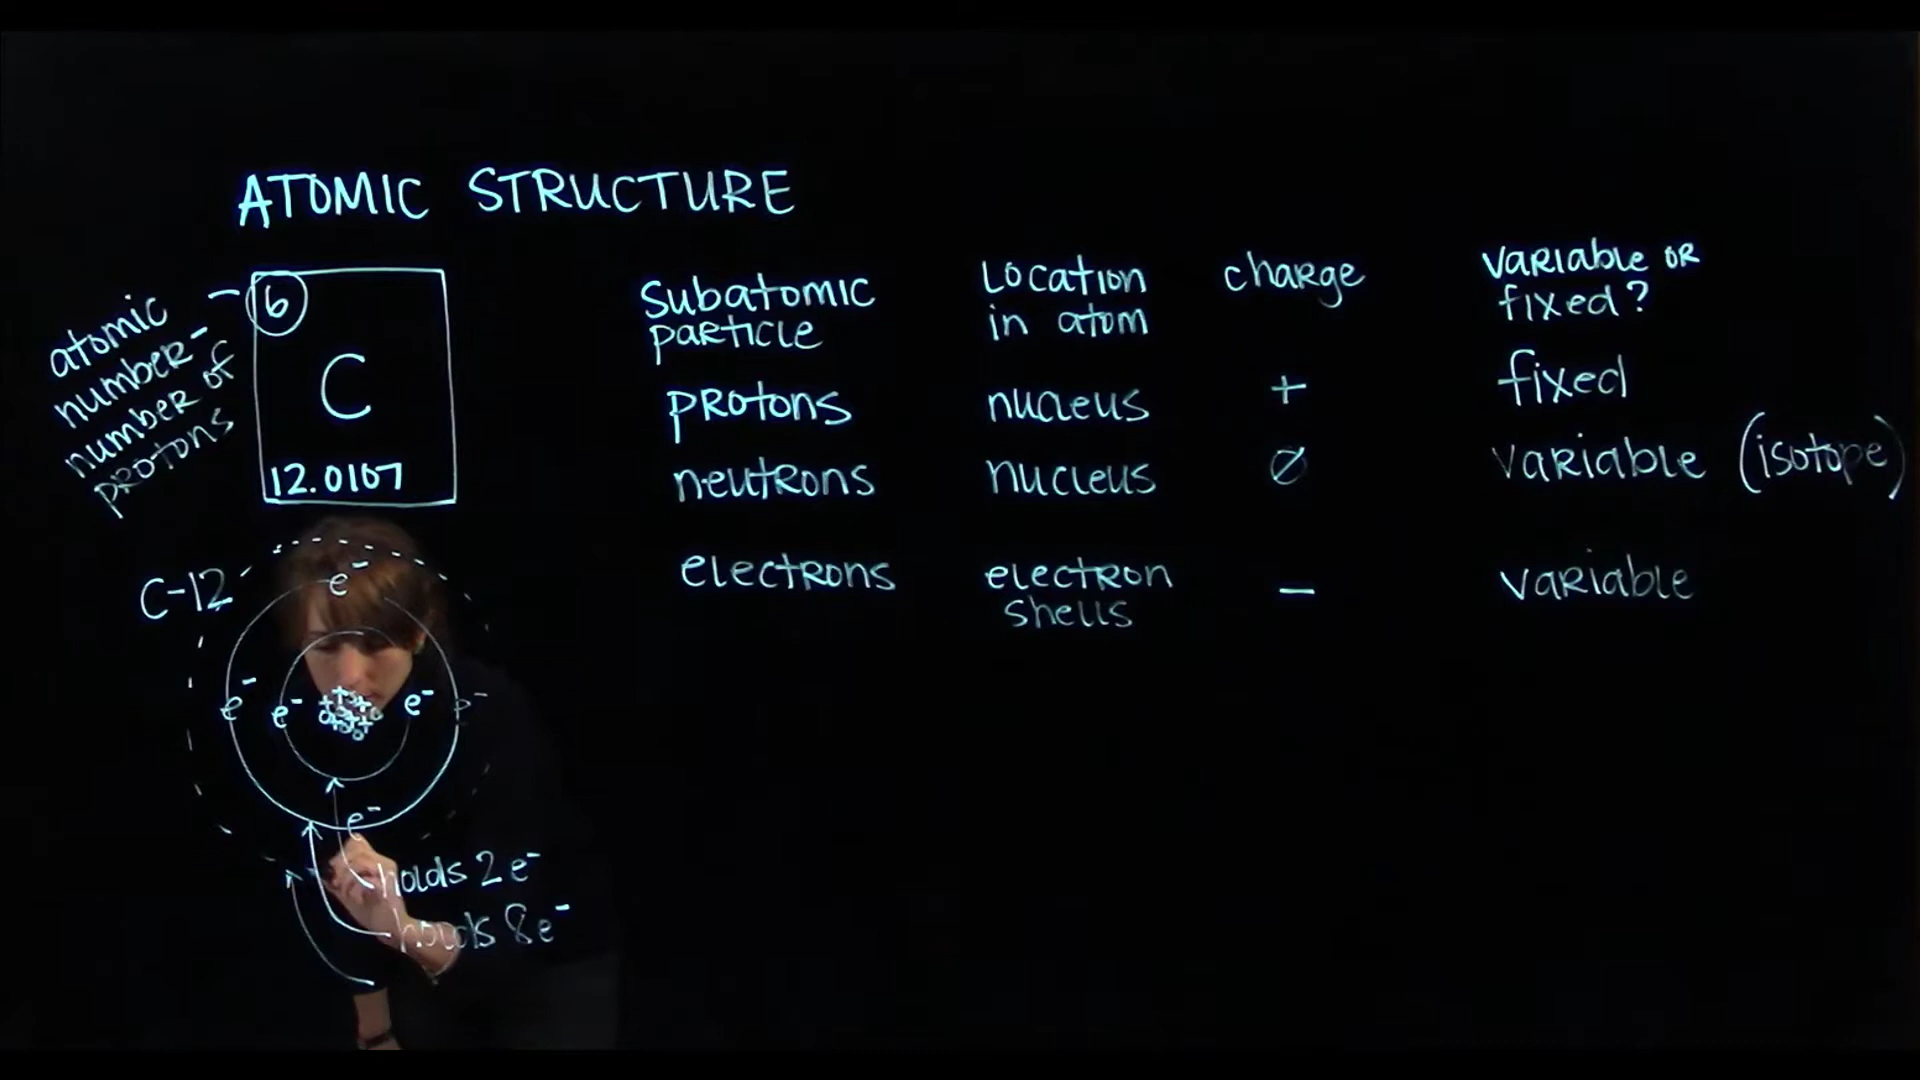 ATOMIC STRUCTURE
atomic
number-
number of
protons
6
C
12.0107
Subatomic
particle
Location
in atom
charge
variable or
fixed?
protons
nucleus
+
fixed
neutrons
nucleus
∅
variable (isotope)
electrons
electron
shells
−
variable
C-12
e⁻
e⁻
e⁻
e⁻
e⁻
e⁻
holds 2 e⁻
holds 8 e⁻